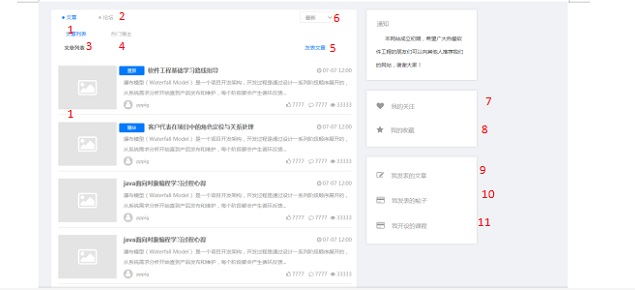 文章 论坛 2 最新 6
1
文章列表 热门博主
文章列表 3 4 发表文章 5
置顶 软件工程基础学习路线指印 07-07 12:00
瀑布模型（Waterfall Model）是一个项目开发架构，开发过程是通过设计一系列阶段顺序展开的，
从系统需求分析开始直到产品发布和维护，每个阶段都会产生循环反馈...
7777 7777 33333
1
客户代表在项目中的角色定位与关系处理 07-07 12:00
瀑布模型（Waterfall Model）是一个项目开发架构，开发过程是通过设计一系列阶段顺序展开的，
从系统需求分析开始直到产品发布和维护，每个阶段都会产生循环反馈...
7777 7777 33333
java面向对象编程学习过程心得 07-07 12:00
瀑布模型（Waterfall Model）是一个项目开发架构，开发过程是通过设计一系列阶段顺序展开的，
从系统需求分析开始直到产品发布和维护，每个阶段都会产生循环反馈...
7777 7777 33333
java面向对象编程学习过程心得 07-07 12:00
瀑布模型（Waterfall Model）是一个项目开发架构，开发过程是通过设计一系列阶段顺序展开的，
从系统需求分析开始直到产品发布和维护，每个阶段都会产生循环反馈...
7777 7777 33333
通知
本网站成立初期，希望广大热爱软
件工程的朋友们可以向其他人推荐我们
的网站，谢谢大家！
我的关注 7
我的收藏 8
我发表的文章 9
我发表的帖子 10
我开设的课程 11